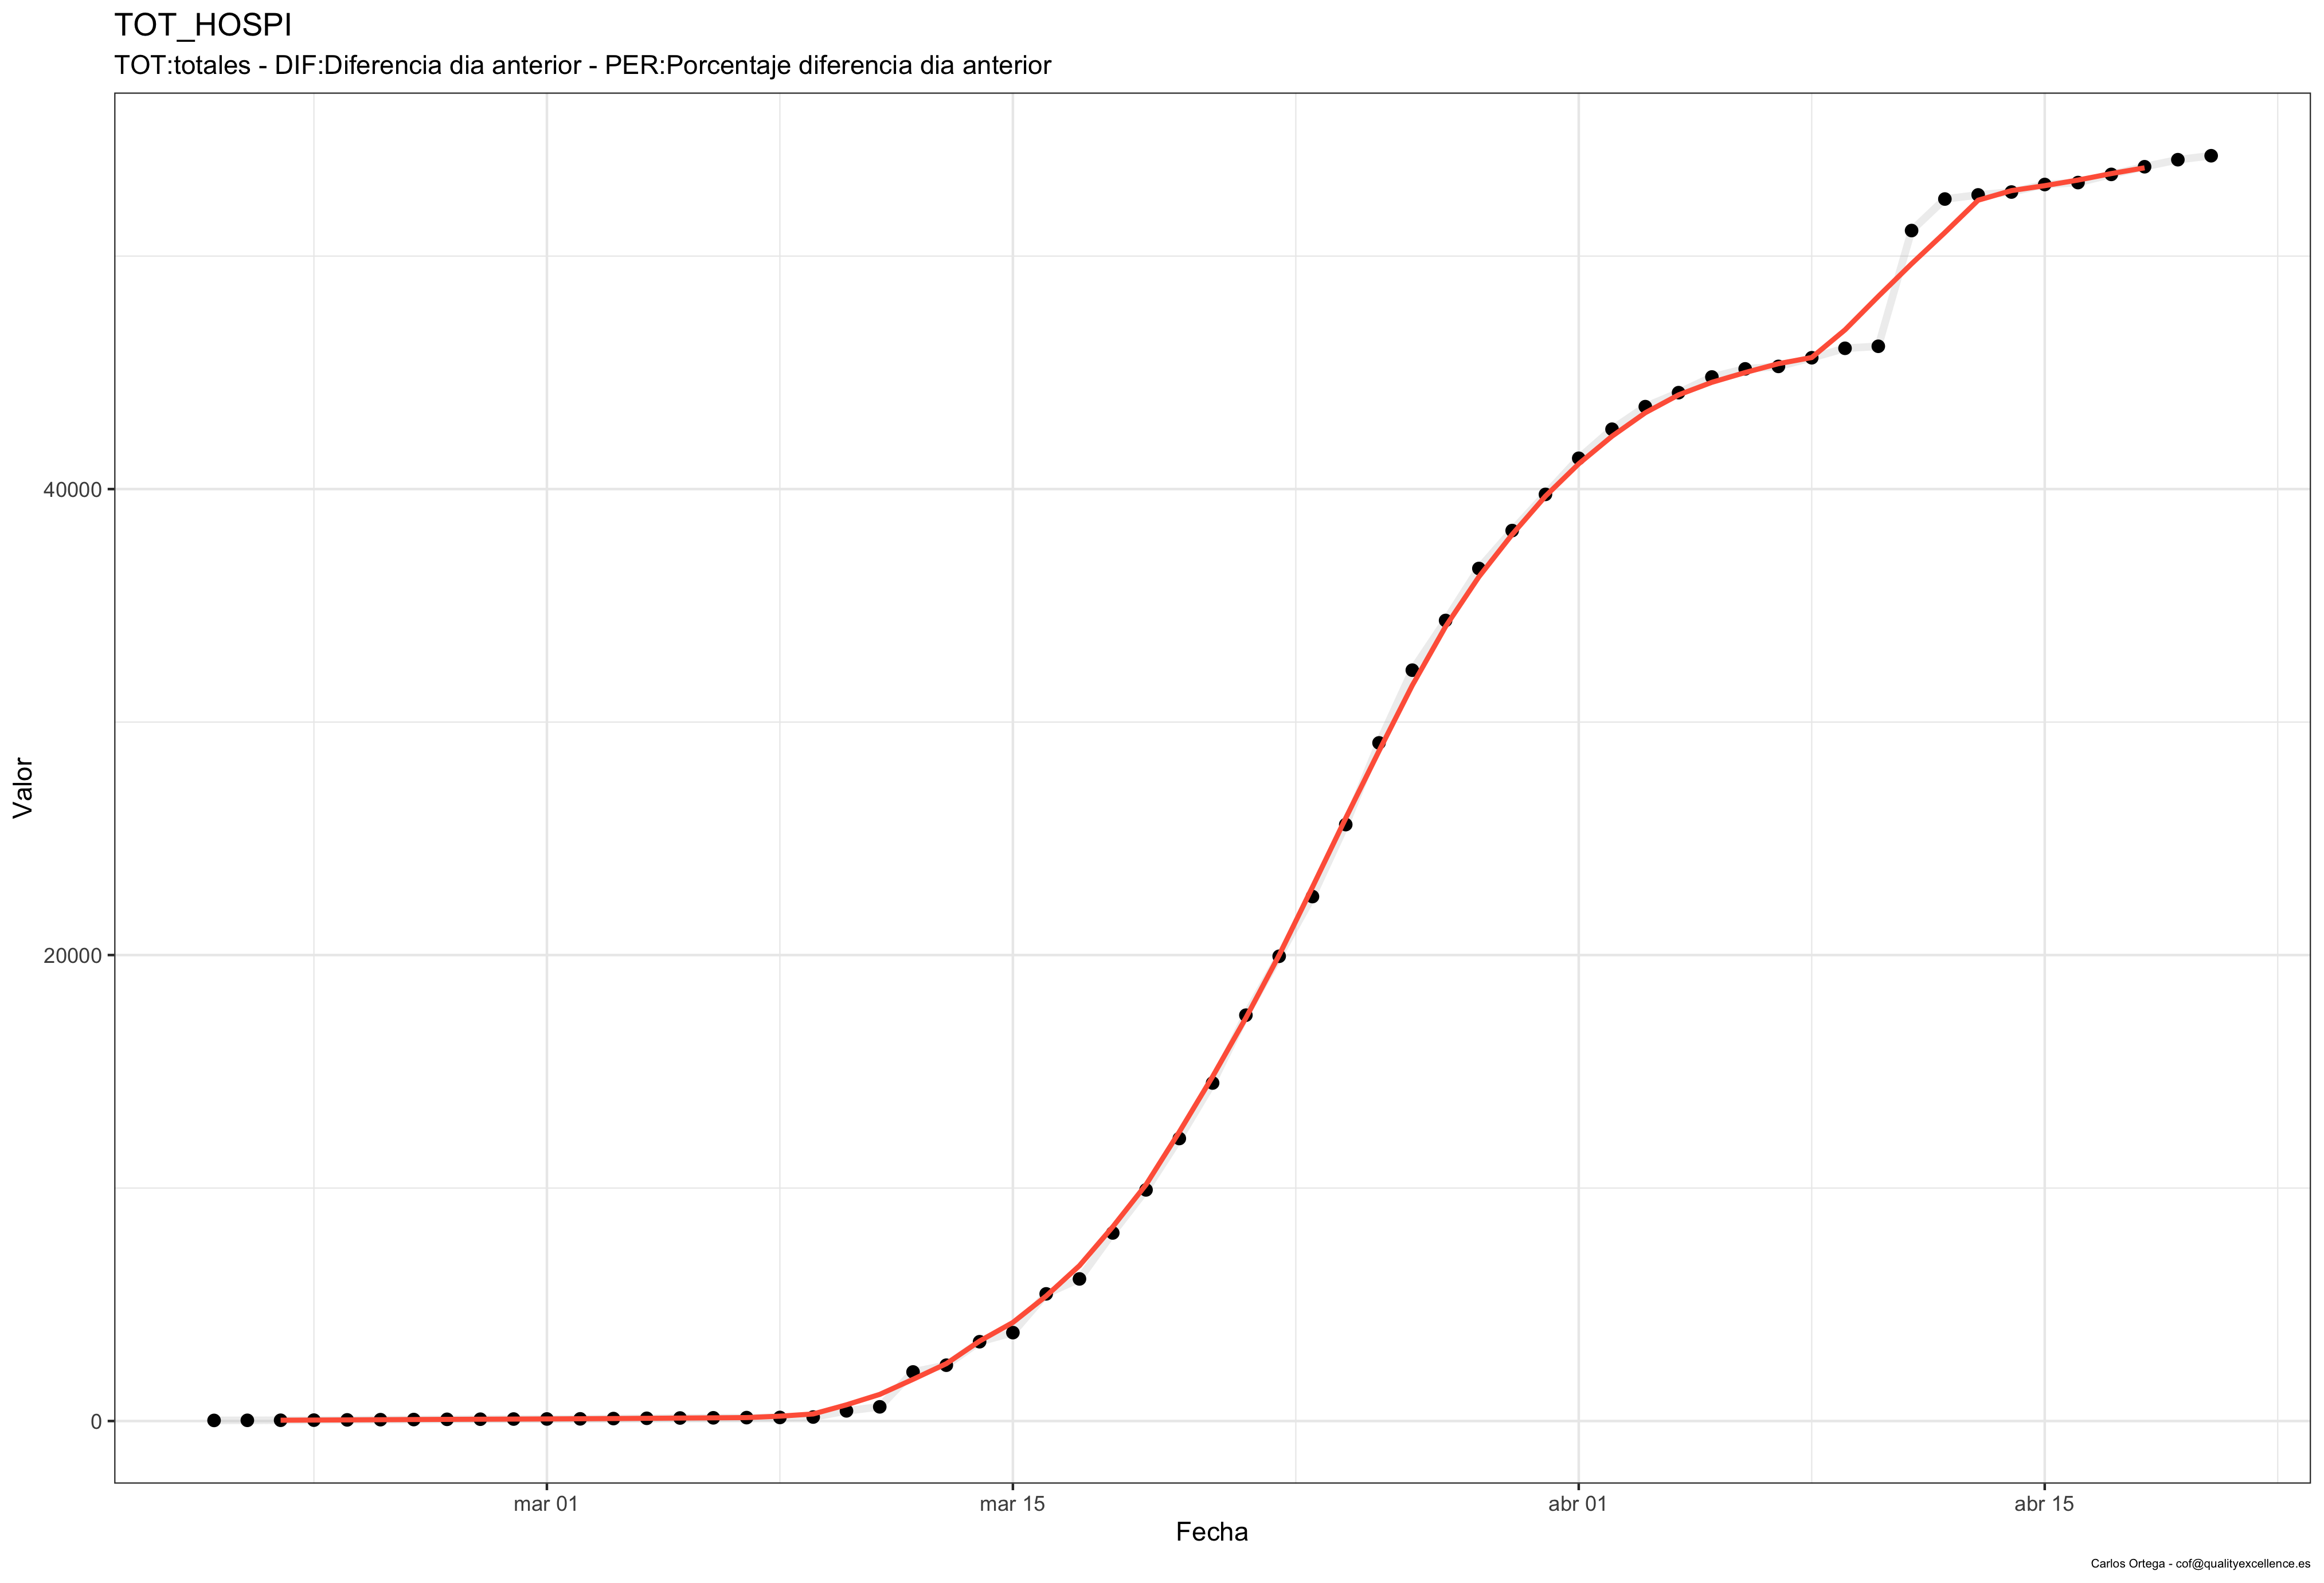 TOT_HOSPI
TOT:totales - DIF:Diferencia dia anterior - PER:Porcentaje diferencia dia anterior
Valor
40000
20000
0
mar 01
mar 15
abr 01
abr 15
Fecha
Carlos Ortega - cof@qualityexcellence.es